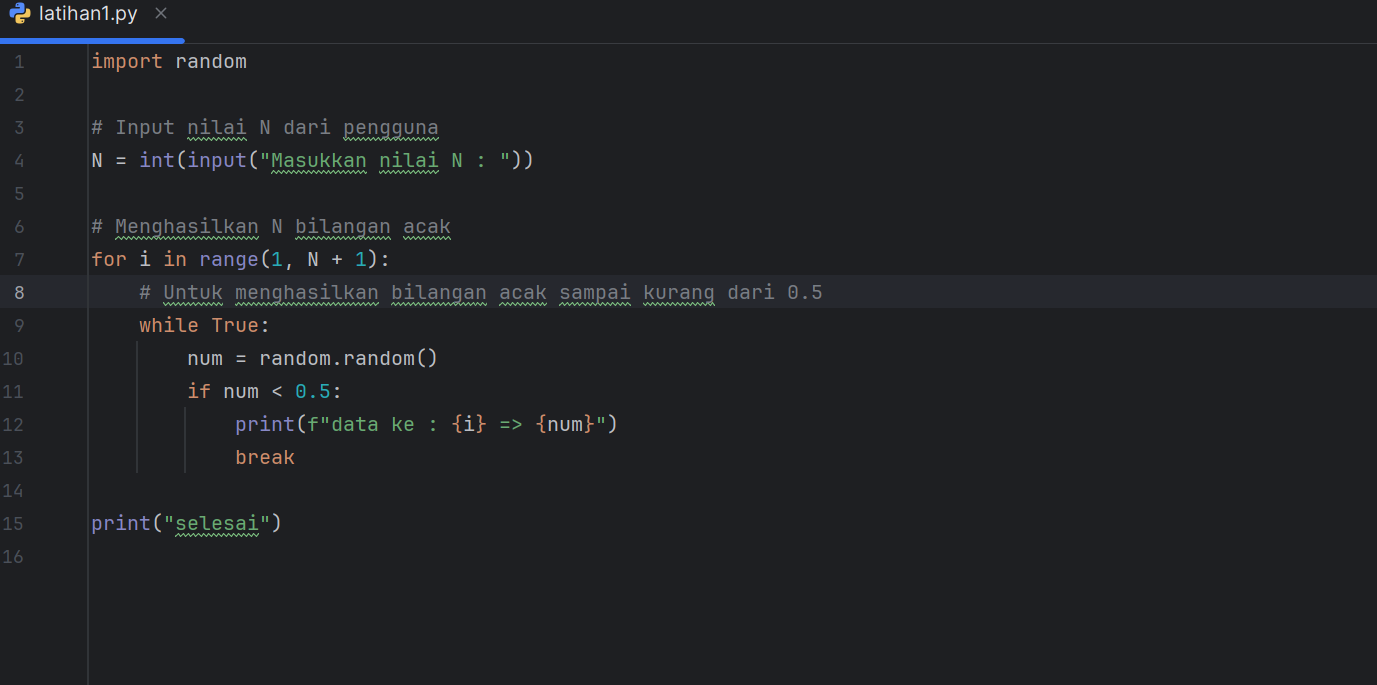 latihan1.py
1 import random
2
3 # Input nilai N dari pengguna
4 N = int(input("Masukkan nilai N : "))
5
6 # Menghasilkan N bilangan acak
7 for i in range(1, N + 1):
8     # Untuk menghasilkan bilangan acak sampai kurang dari 0.5
9     while True:
10         num = random.random()
11         if num < 0.5:
12             print(f"data ke : {i} => {num}")
13             break
14
15 print("selesai")
16